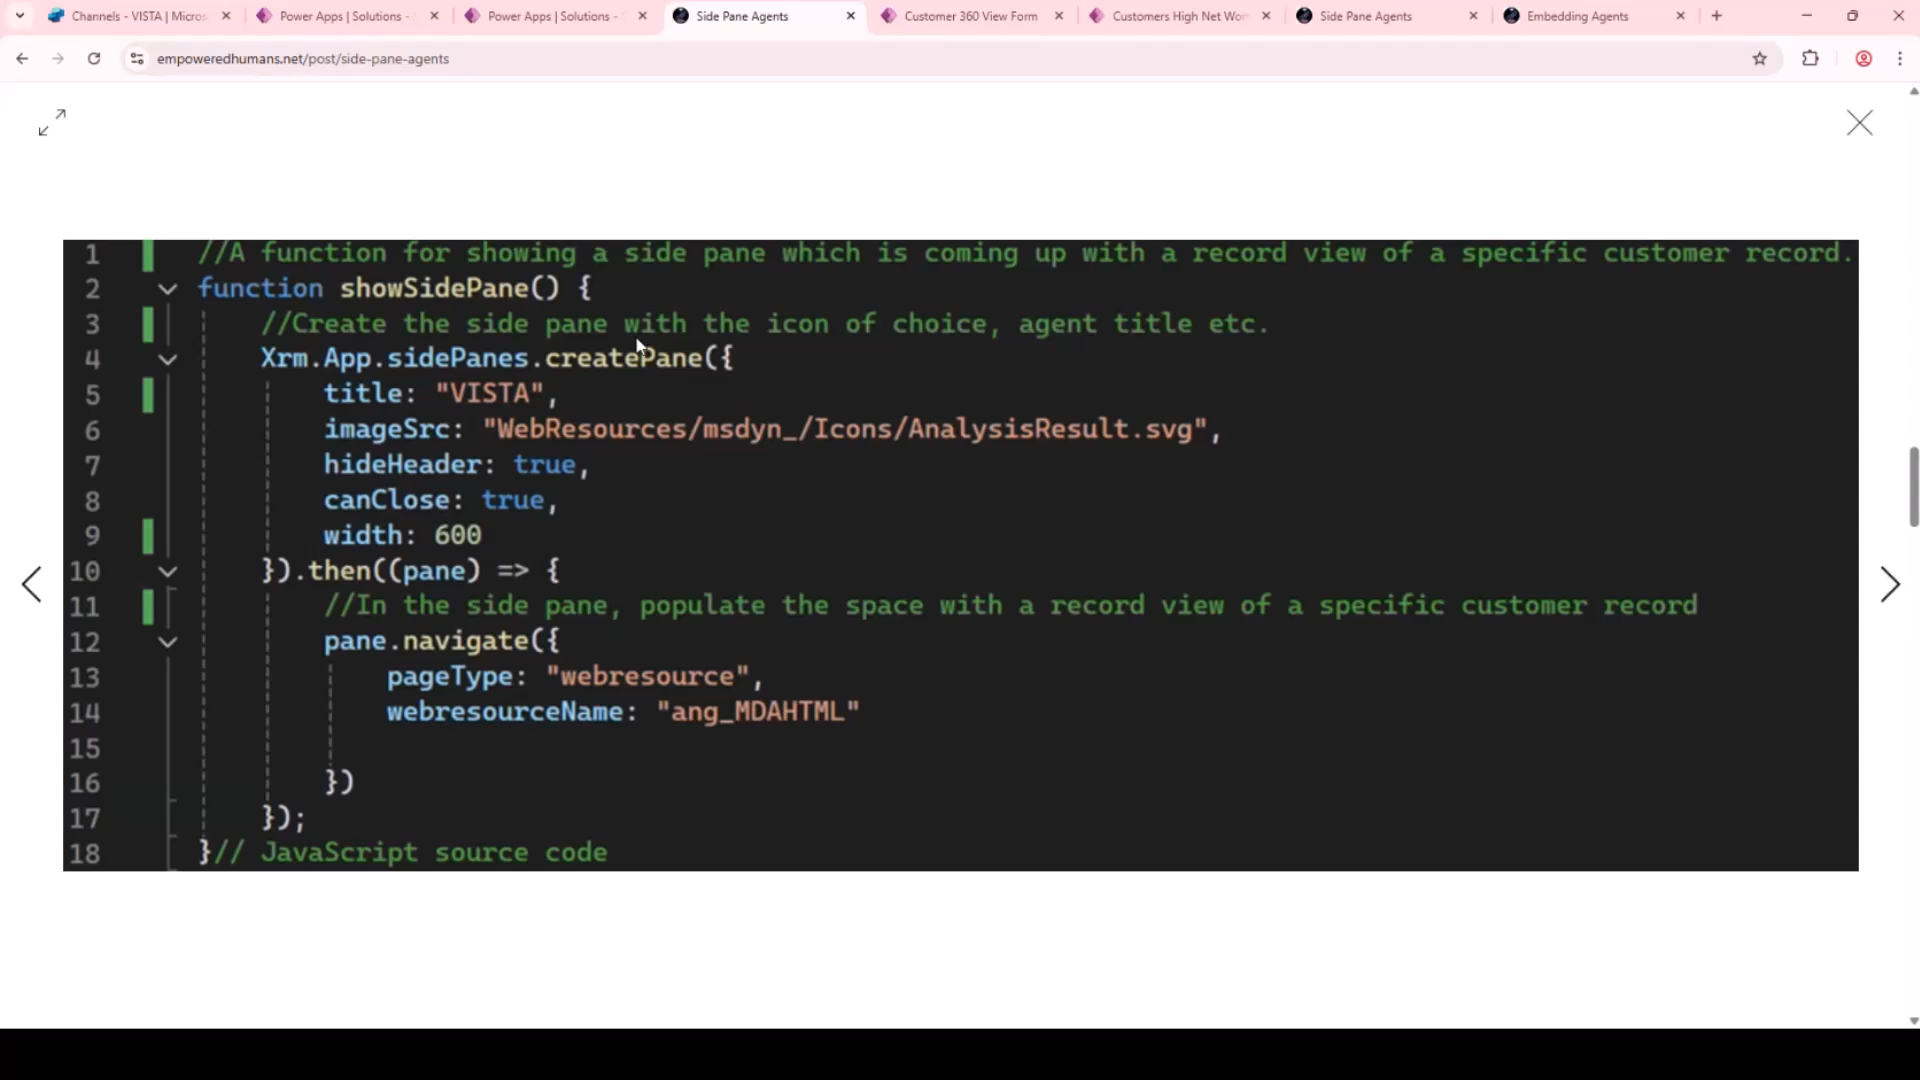 Channels - VISTA | Micros
Power Apps | Solutions -
Power Apps | Solutions -
Side Pane Agents
Customer 360 View Form
Customers High Net Wor
Side Pane Agents
Embedding Agents
empoweredhumans.net/post/side-pane-agents
1 //A function for showing a side pane which is coming up with a record view of a specific customer record.
2 function showSidePane() {
3 //Create the side pane with the icon of choice, agent title etc.
4 Xrm.App.sidePanes.createPane({
5 title: "VISTA",
6 imageSrc: "WebResources/msdyn_/Icons/AnalysisResult.svg",
7 hideHeader: true,
8 canClose: true,
9 width: 600
10 }).then((pane) => {
11 //In the side pane, populate the space with a record view of a specific customer record
12 pane.navigate({
13 pageType: "webresource",
14 webresourceName: "ang_MDAHTML"
15
16 })
17 });
18 }// JavaScript source code